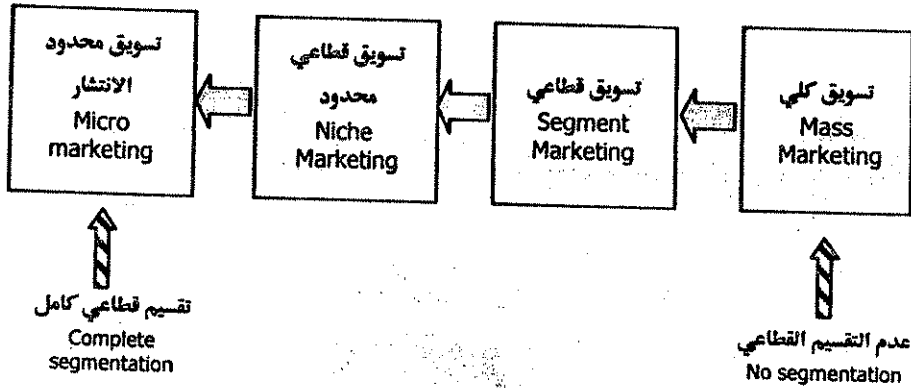 تسويق كلي
Mass
Marketing
تسويق قطاعي
Segment
Marketing
تسويق قطاعي
محدود
Niche
Marketing
تسويق محدود
الانتشار
Micro
marketing
عدم التقسيم القطاعي
No segmentation
تقسيم قطاعي كامل
Complete
segmentation